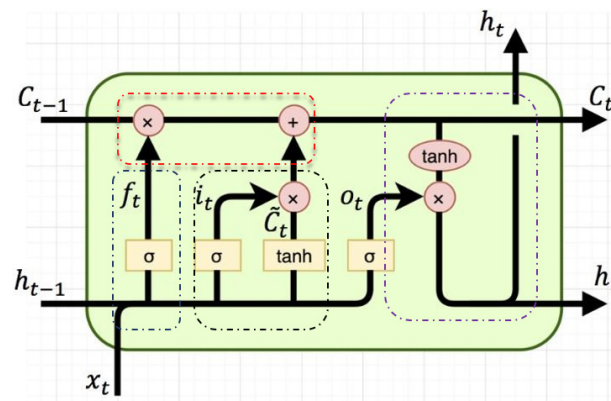 h_t
C_{t-1} C_t
× +
tanh
f_t i_t × o_t ×
C̃_t
σ σ tanh σ
h_{t-1} h
x_t